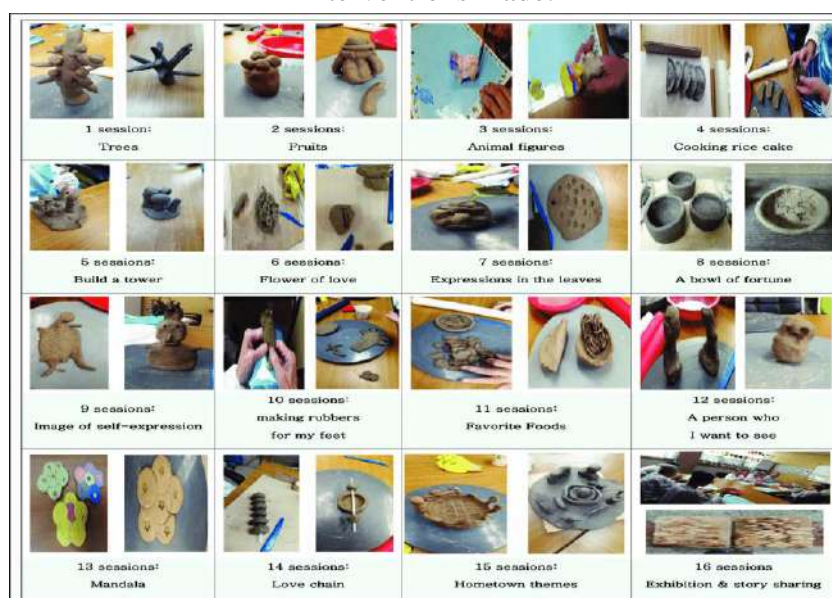 1 session:
Trees
2 sessions:
Fruits
3 sessions:
Animal figures
4 sessions:
Cooking rice cake
5 sessions:
Build a tower
6 sessions:
Flower of love
7 sessions:
Expressions in the leaves
8 sessions:
A bowl of fortune
9 sessions:
Image of self-expression
10 sessions:
making rubbers
for my feet
11 sessions:
Favorite Foods
12 sessions:
A person who
I want to see
13 sessions:
Mandala
14 sessions:
Love chain
15 sessions:
Hometown themes
16 sessions
Exhibition & story sharing